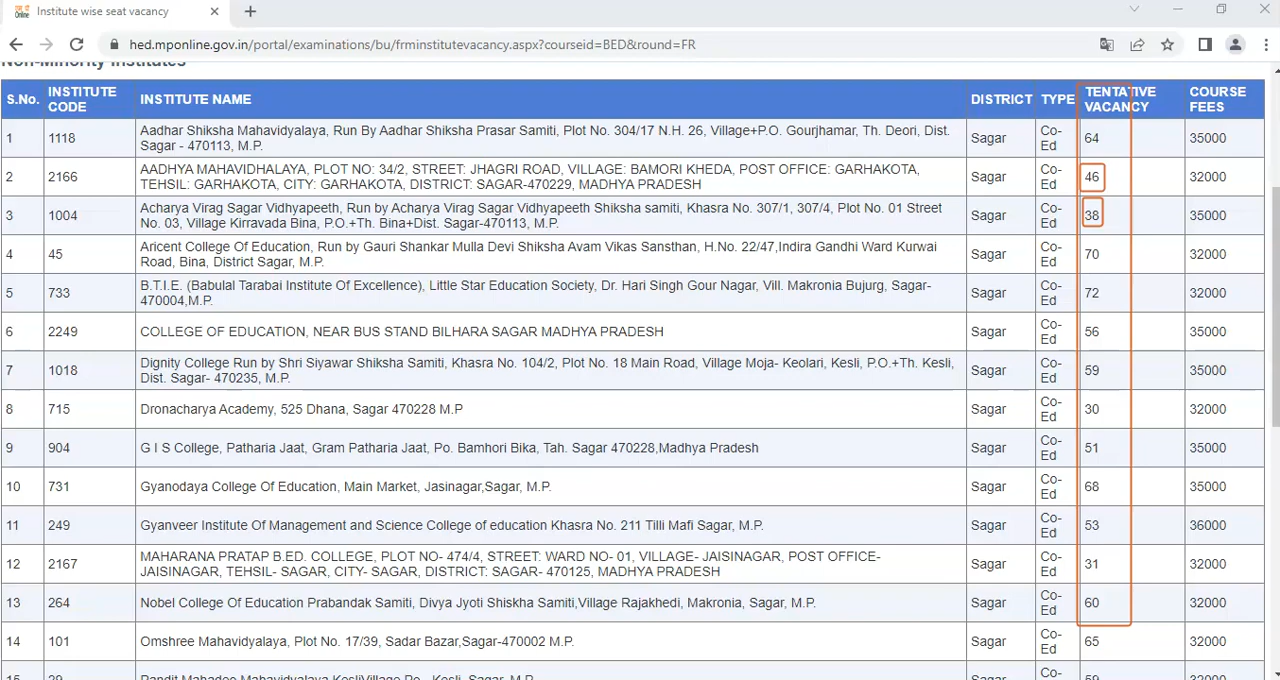 Institute wise seat vacancy
hed.mponline.gov.in/portal/examinations/bu/frminstitutevacancy.aspx?courseid=BED&round=FR
Non-Minority Institutes
S.No. INSTITUTE CODE INSTITUTE NAME DISTRICT TYPE TENTATIVE VACANCY COURSE FEES
1 1118 Aadhar Shiksha Mahavidyalaya, Run By Aadhar Shiksha Prasar Samiti, Plot No. 304/17 N.H. 26, Village+P.O. Gourjhamar, Th. Deori, Dist. Sagar - 470113, M.P. Sagar Co-Ed 64 35000
2 2166 AADHYA MAHAVIDHALAYA, PLOT NO: 34/2, STREET: JHAGRI ROAD, VILLAGE: BAMORI KHEDA, POST OFFICE: GARHAKOTA, TEHSIL: GARHAKOTA, CITY: GARHAKOTA, DISTRICT: SAGAR-470229, MADHYA PRADESH Sagar Co-Ed 46 32000
3 1004 Acharya Virag Sagar Vidhyapeeth, Run by Acharya Virag Sagar Vidhyapeeth Shiksha samiti, Khasra No. 307/1, 307/4, Plot No. 01 Street No. 03, Village Kirravada Bina, P.O.+Th. Bina+Dist. Sagar-470113, M.P. Sagar Co-Ed 38 35000
4 45 Aricent College Of Education, Run by Gauri Shankar Mulla Devi Shiksha Avam Vikas Sansthan, H.No. 22/47,Indira Gandhi Ward Kurwai Road, Bina, District Sagar, M.P. Sagar Co-Ed 70 32000
5 733 B.T.I.E. (Babulal Tarabai Institute Of Excellence), Little Star Education Society, Dr. Hari Singh Gour Nagar, Vill. Makronia Bujurg, Sagar-470004,M.P. Sagar Co-Ed 72 32000
6 2249 COLLEGE OF EDUCATION, NEAR BUS STAND BILHARA SAGAR MADHYA PRADESH Sagar Co-Ed 56 35000
7 1018 Dignity College Run by Shri Siyawar Shiksha Samiti, Khasra No. 104/2, Plot No. 18 Main Road, Village Moja- Keolari, Kesli, P.O.+Th. Kesli, Dist. Sagar- 470235, M.P. Sagar Co-Ed 59 35000
8 715 Dronacharya Academy, 525 Dhana, Sagar 470228 M.P Sagar Co-Ed 30 32000
9 904 G I S College, Patharia Jaat, Gram Patharia Jaat, Po. Bamhori Bika, Tah. Sagar 470228,Madhya Pradesh Sagar Co-Ed 51 35000
10 731 Gyanodaya College Of Education, Main Market, Jasinagar,Sagar, M.P. Sagar Co-Ed 68 35000
11 249 Gyanveer Institute Of Management and Science College of education Khasra No. 211 Tilli Mafi Sagar, M.P. Sagar Co-Ed 53 36000
12 2167 MAHARANA PRATAP B.ED. COLLEGE, PLOT NO- 474/4, STREET: WARD NO- 01, VILLAGE- JAISINAGAR, POST OFFICE- JAISINAGAR, TEHSIL- SAGAR, CITY- SAGAR, DISTRICT: SAGAR- 470125, MADHYA PRADESH Sagar Co-Ed 31 32000
13 264 Nobel College Of Education Prabandak Samiti, Divya Jyoti Shiskha Samiti,Village Rajakhedi, Makronia, Sagar, M.P. Sagar Co-Ed 60 32000
14 101 Omshree Mahavidyalaya, Plot No. 17/39, Sadar Bazar,Sagar-470002 M.P. Sagar Co-Ed 65 32000
15 29 Pandit Mahadeo Mahavidyalaya Kesli Sagar, M.P. Sagar Co- 59 32000